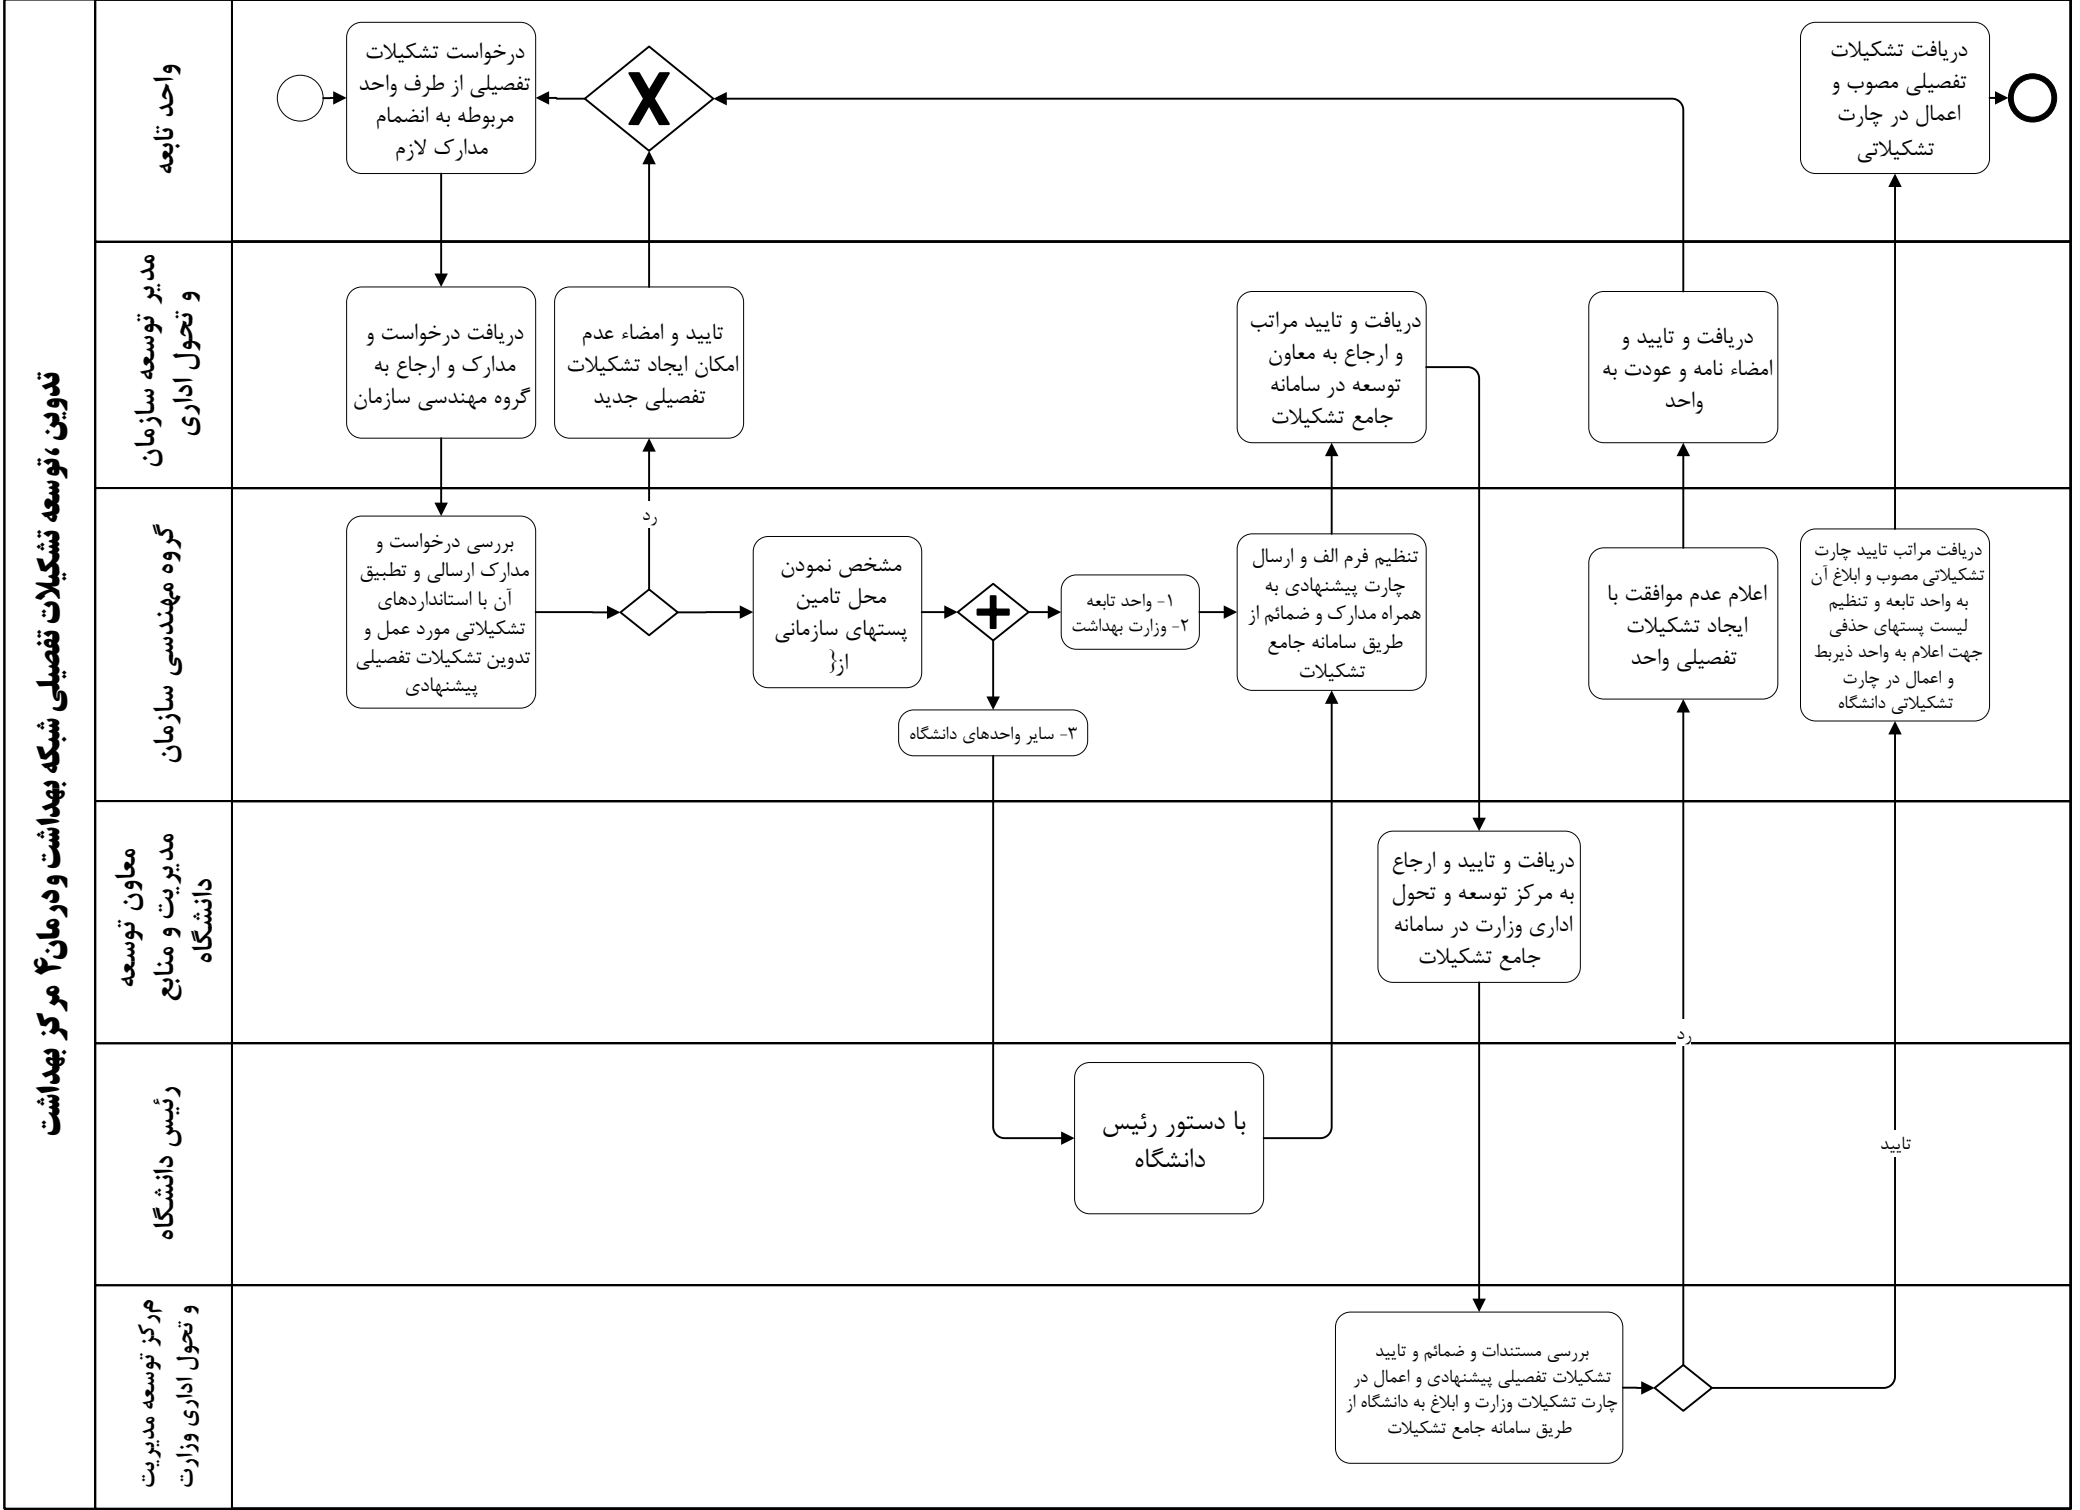 تدوین ،توسعه تشکیلات تفصیلی شبکه بهداشت ودرمان۴ مرکز بهداشت
واحد تابعه
درخواست تشکیلات
تفصیلی از طرف واحد
مربوطه به انضمام
مدارک لازم
X
دریافت تشکیلات
تفصیلی مصوب و
اعمال در چارت
تشکیلاتی
مدیر توسعه سازمان
و تحول اداری
دریافت درخواست و
مدارک و ارجاع به
گروه مهندسی سازمان
تایید و امضاء عدم
امکان ایجاد تشکیلات
تفصیلی جدید
دریافت و تایید مراتب
و ارجاع به معاون
توسعه در سامانه
جامع تشکیلات
دریافت و تایید و
امضاء نامه و عودت به
واحد
گروه مهندسی سازمان
بررسی درخواست و
مدارک ارسالی و تطبیق
آن با استانداردهای
تشکیلاتی مورد عمل و
تدوین تشکیلات تفصیلی
پیشنهادی
رد
مشخص نمودن
محل تامین
پستهای سازمانی
از{
۱- واحد تابعه
۲- وزارت بهداشت
۳- سایر واحدهای دانشگاه
تنظیم فرم الف و ارسال
چارت پیشنهادی به
همراه مدارک و ضمائم از
طریق سامانه جامع
تشکیلات
اعلام عدم موافقت با
ایجاد تشکیلات
تفصیلی واحد
دریافت مراتب تایید چارت
تشکیلاتی مصوب و ابلاغ آن
به واحد تابعه و تنظیم
لیست پستهای حذفی
جهت اعلام به واحد ذیربط
و اعمال در چارت
تشکیلاتی دانشگاه
معاون توسعه
مدیریت و منابع
دانشگاه
دریافت و تایید و ارجاع
به مرکز توسعه و تحول
اداری وزارت در سامانه
جامع تشکیلات
رد
رئیس دانشگاه
با دستور رئیس
دانشگاه
تایید
مرکز توسعه مدیریت
و تحول اداری وزارت
بررسی مستندات و ضمائم و تایید
تشکیلات تفصیلی پیشنهادی و اعمال در
چارت تشکیلات وزارت و ابلاغ به دانشگاه از
طریق سامانه جامع تشکیلات